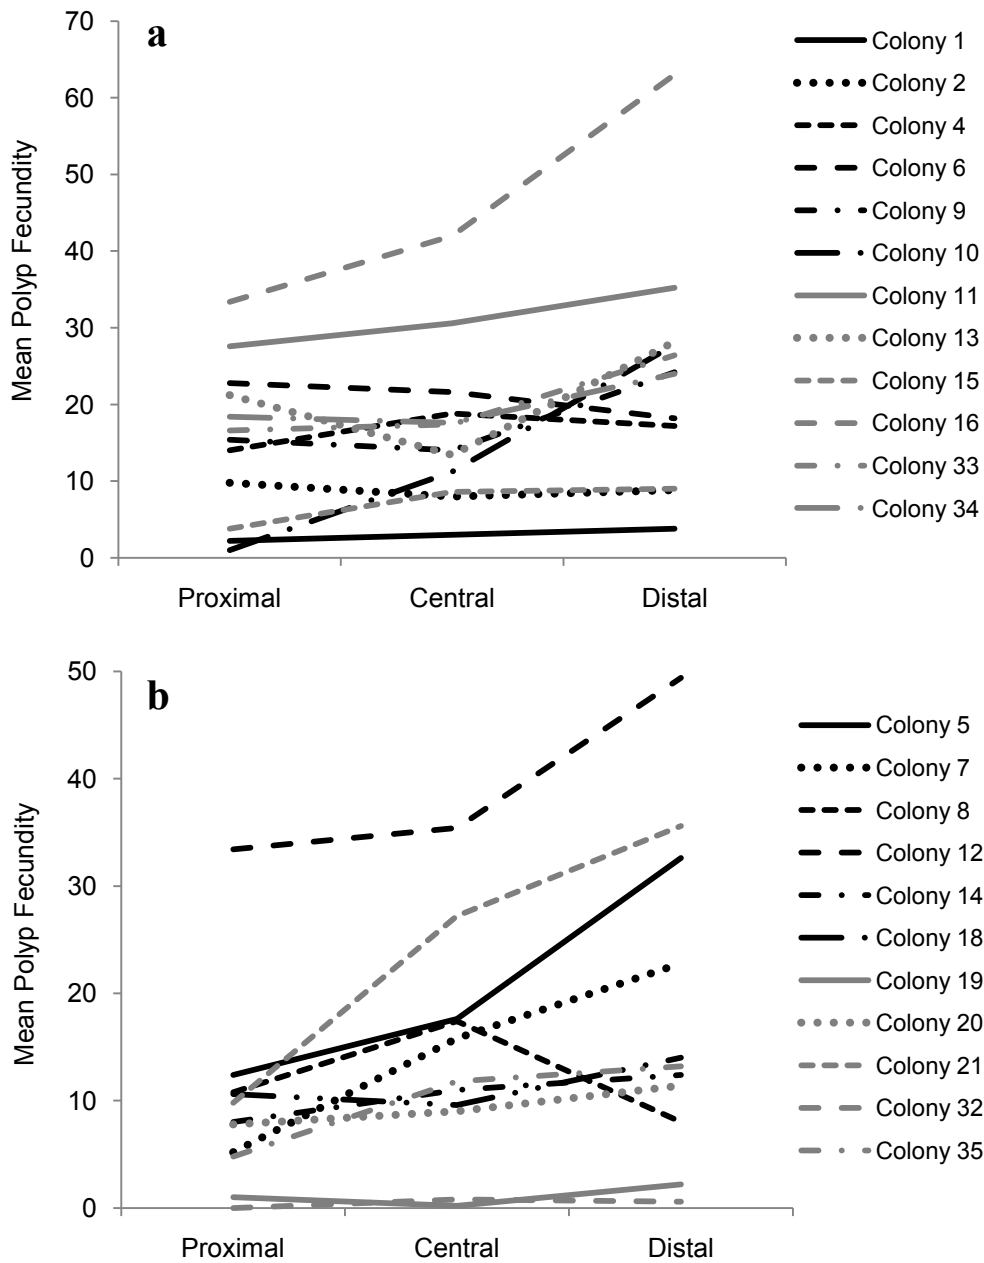 a
Mean Polyp Fecundity
70
60
50
40
30
20
10
0
Proximal
Central
Distal
Colony 1
Colony 2
Colony 4
Colony 6
Colony 9
Colony 10
Colony 11
Colony 13
Colony 15
Colony 16
Colony 33
Colony 34
b
Mean Polyp Fecundity
50
40
30
20
10
0
Proximal
Central
Distal
Colony 5
Colony 7
Colony 8
Colony 12
Colony 14
Colony 18
Colony 19
Colony 20
Colony 21
Colony 32
Colony 35